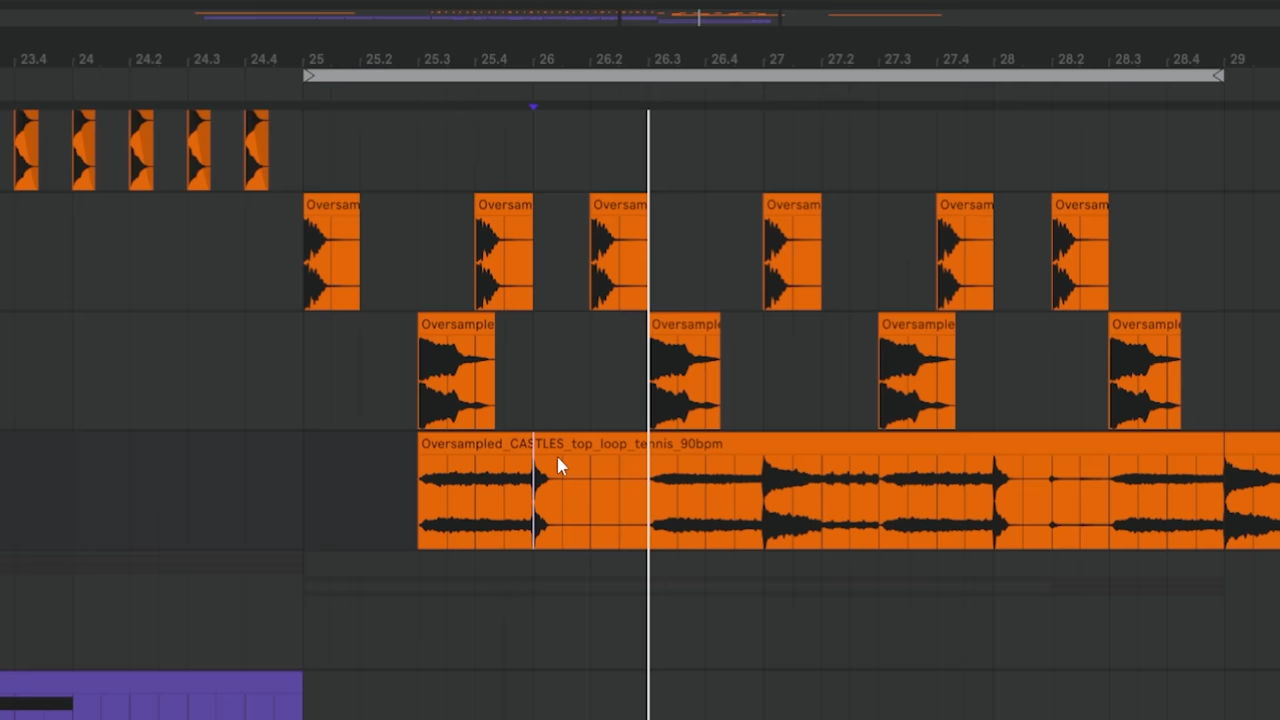 23.4 24 24.2 24.3 24.4 25 25.2 25.3 25.4 26 26.2 26.3 26.4 27 27.2 27.3 27.4 28 28.2 28.3 28.4 29
Oversam Oversam Oversam Oversam Oversam Oversam
Oversample Oversample Oversample Oversample
Oversampled_CASTLES_top_loop_tennis_90bpm